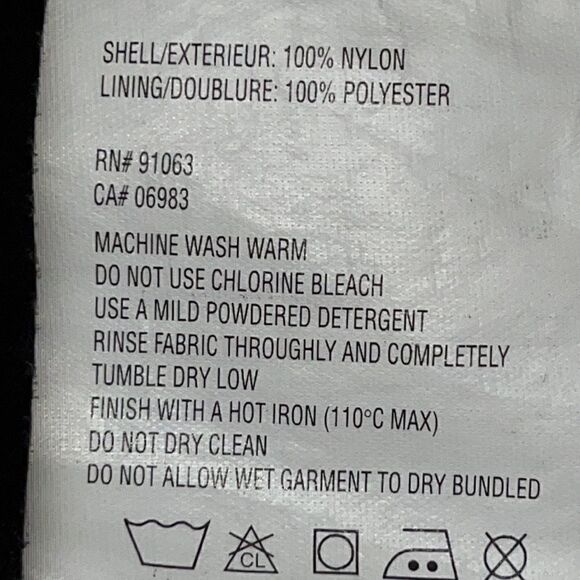 SHELL/EXTERIEUR: 100% NYLON
LINING/DOUBLURE: 100% POLYESTER
RN# 91063
CA# 06983
MACHINE WASH WARM
DO NOT USE CHLORINE BLEACH
USE A MILD POWDERED DETERGENT
RINSE FABRIC THROUGHLY AND COMPLETELY
TUMBLE DRY LOW
FINISH WITH A HOT IRON (110°C MAX)
DO NOT DRY CLEAN
DO NOT ALLOW WET GARMENT TO DRY BUNDLED
CL